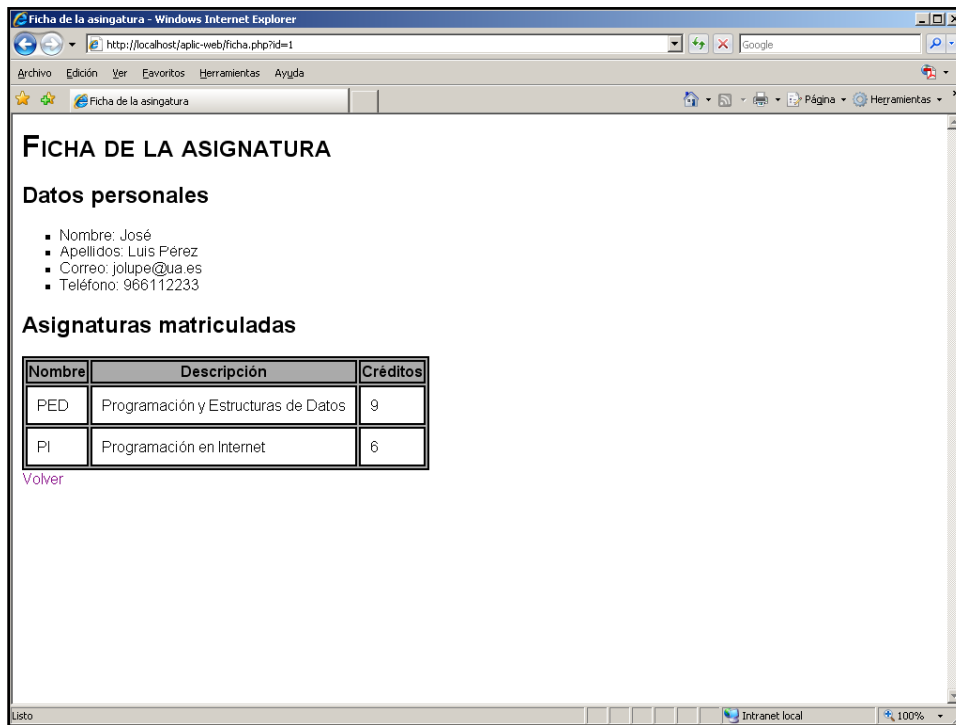 Ficha de la asingatura - Windows Internet Explorer
http://localhost/aplic-web/ficha.php?id=1
Google
Archivo Edición Ver Favoritos Herramientas Ayuda
Ficha de la asingatura
Página Herramientas
FICHA DE LA ASIGNATURA
Datos personales
Nombre: José
Apellidos: Luis Pérez
Correo: jolupe@ua.es
Teléfono: 966112233
Asignaturas matriculadas
Nombre Descripción Créditos
PED Programación y Estructuras de Datos 9
PI Programación en Internet 6
Volver
Listo
Intranet local
100%